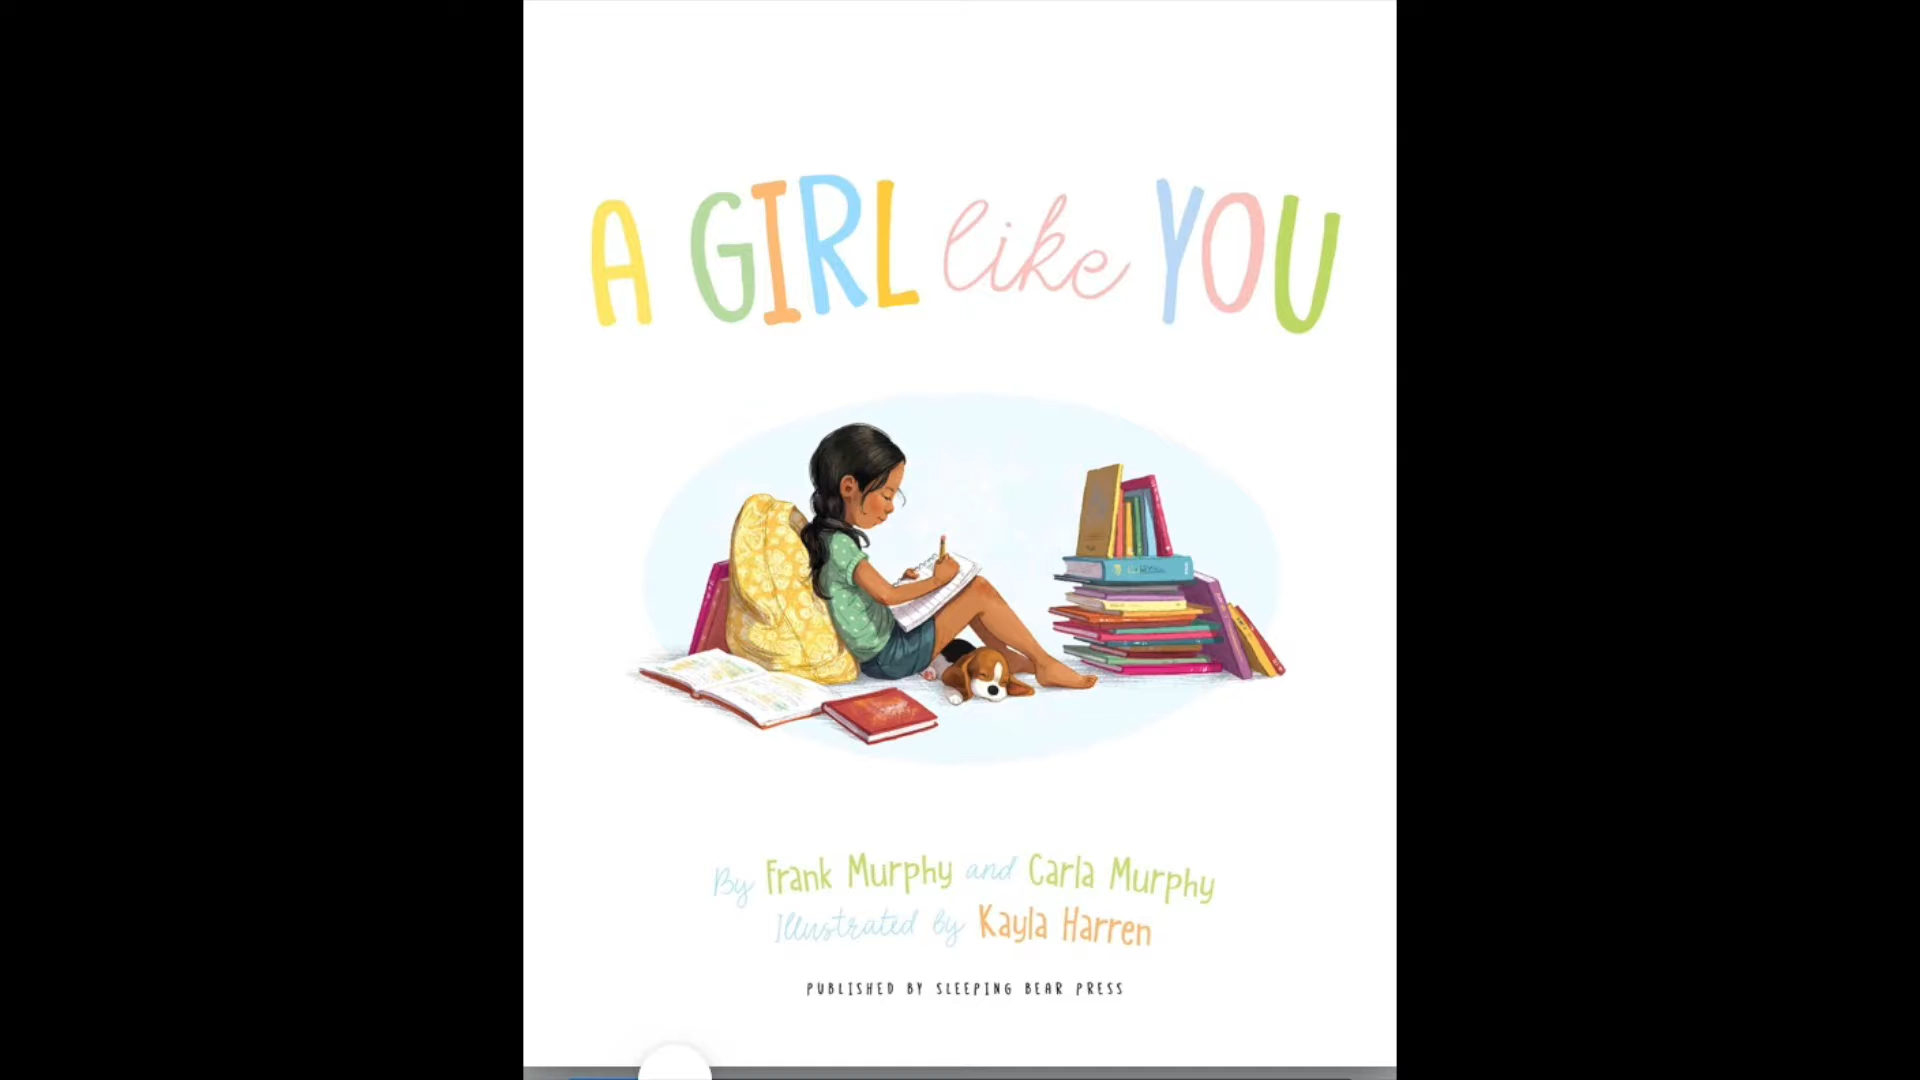 A GIRL like YOU
By Frank Murphy and Carla Murphy
Illustrated by Kayla Harren
PUBLISHED BY SLEEPING BEAR PRESS